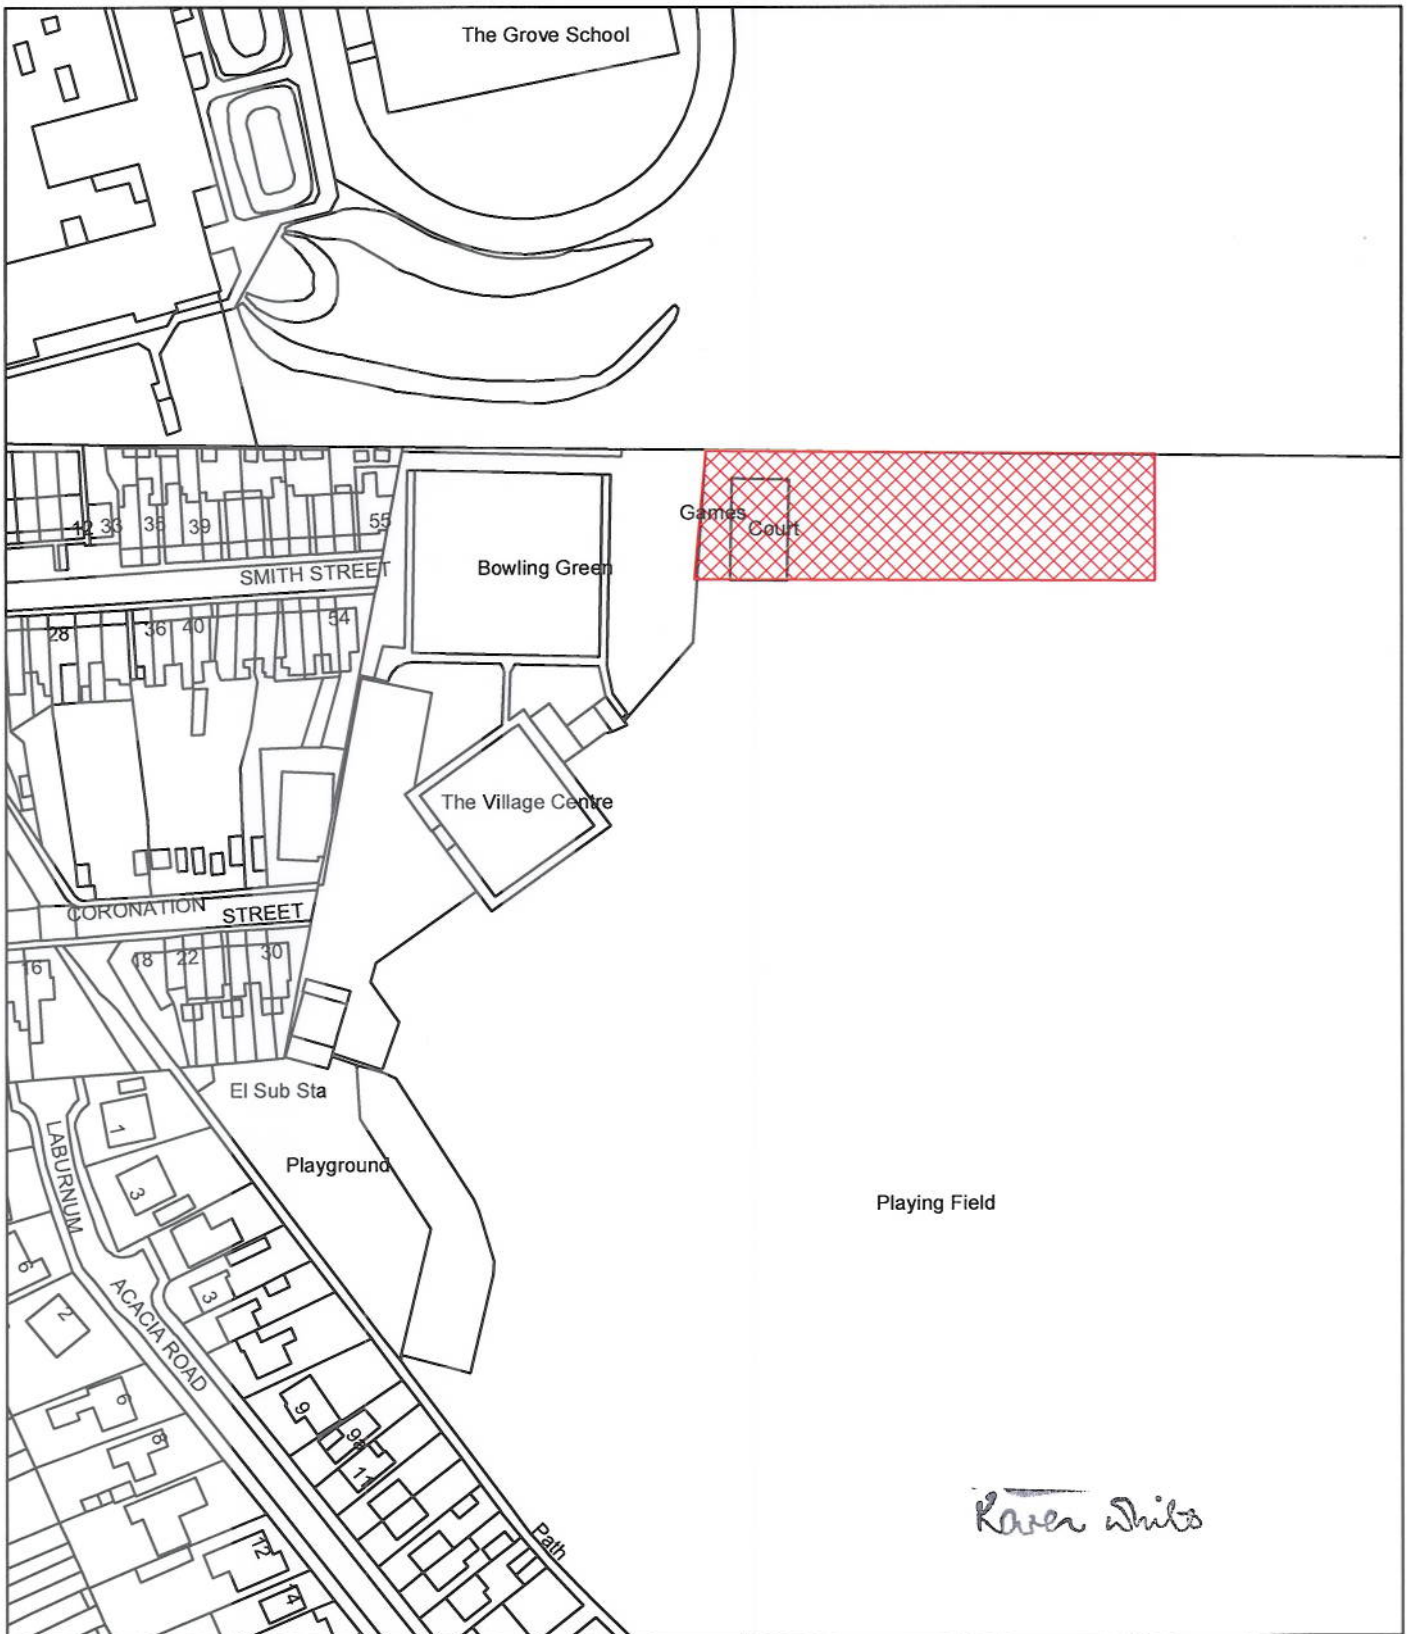 The Grove School
Games
Court
12 33 35 39 55
SMITH STREET
Bowling Green
28 36 40 54
The Village Centre
CORONATION STREET
16 18 22 30
El Sub Sta
LABURNUM
1
Playground
3
Playing Field
6
2
ACACIA ROAD
3
6
8
9
9a
11
12
14
Path
Karen White